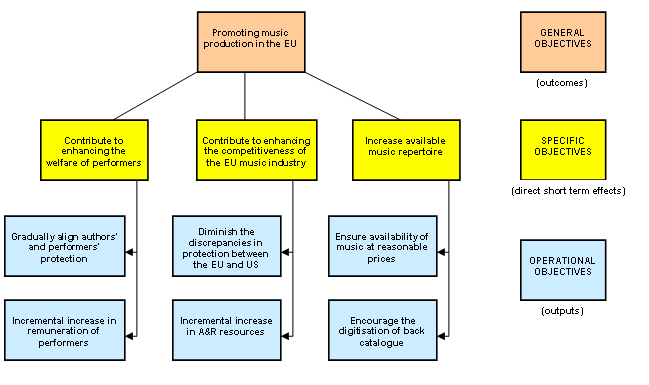 Promoting music
production in the EU
GENERAL
OBJECTIVES
(outcomes)
Contribute to
enhancing the
welfare of performers
Contribute to enhancing
the competitiveness of
the EU music industry
Increase available
music repertoire
SPECIFIC
OBJECTIVES
(direct short term effects)
Gradually align authors'
and performers'
protection
Diminish the
discrepancies in
protection between
the EU and US
Ensure availability of
music at reasonable
prices
OPERATIONAL
OBJECTIVES
(outputs)
Incremental increase in
remuneration of
performers
Incremental increase
in A&R resources
Encourage the
digitisation of back
catalogue